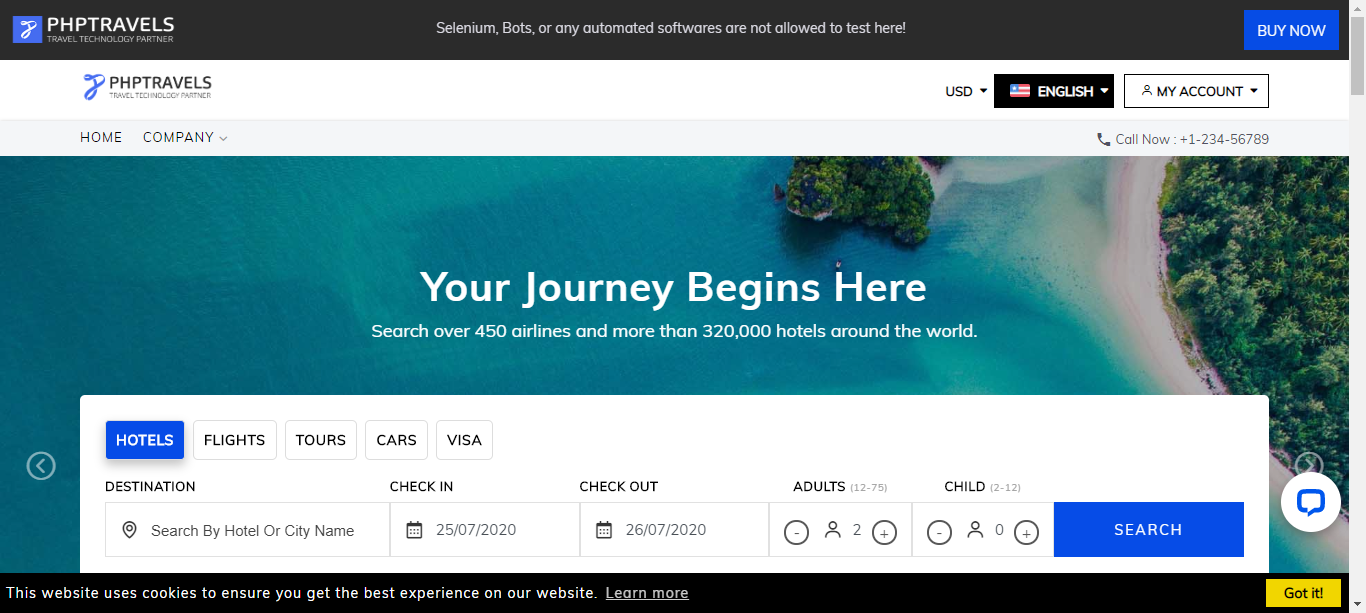 PHPTRAVELS
TRAVEL TECHNOLOGY PARTNER
Selenium, Bots, or any automated softwares are not allowed to test here!
BUY NOW
PHPTRAVELS
TRAVEL TECHNOLOGY PARTNER
USD
ENGLISH
MY ACCOUNT
HOME COMPANY
Call Now : +1-234-56789
Your Journey Begins Here
Search over 450 airlines and more than 320,000 hotels around the world.
HOTELS FLIGHTS TOURS CARS VISA
DESTINATION CHECK IN CHECK OUT ADULTS (12-75) CHILD (2-12)
Search By Hotel Or City Name 25/07/2020 26/07/2020 - 2 + - 0 + SEARCH
This website uses cookies to ensure you get the best experience on our website. Learn more Got it!